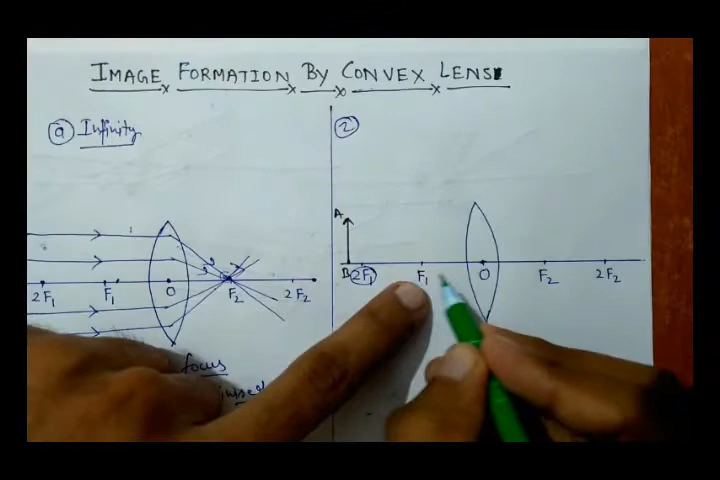 IMAGE FORMATION BY CONVEX LENS
a Infinity
2F1 F1 O F2 2F2
focus
2
A
B 2F1 F1 O F2 2F2